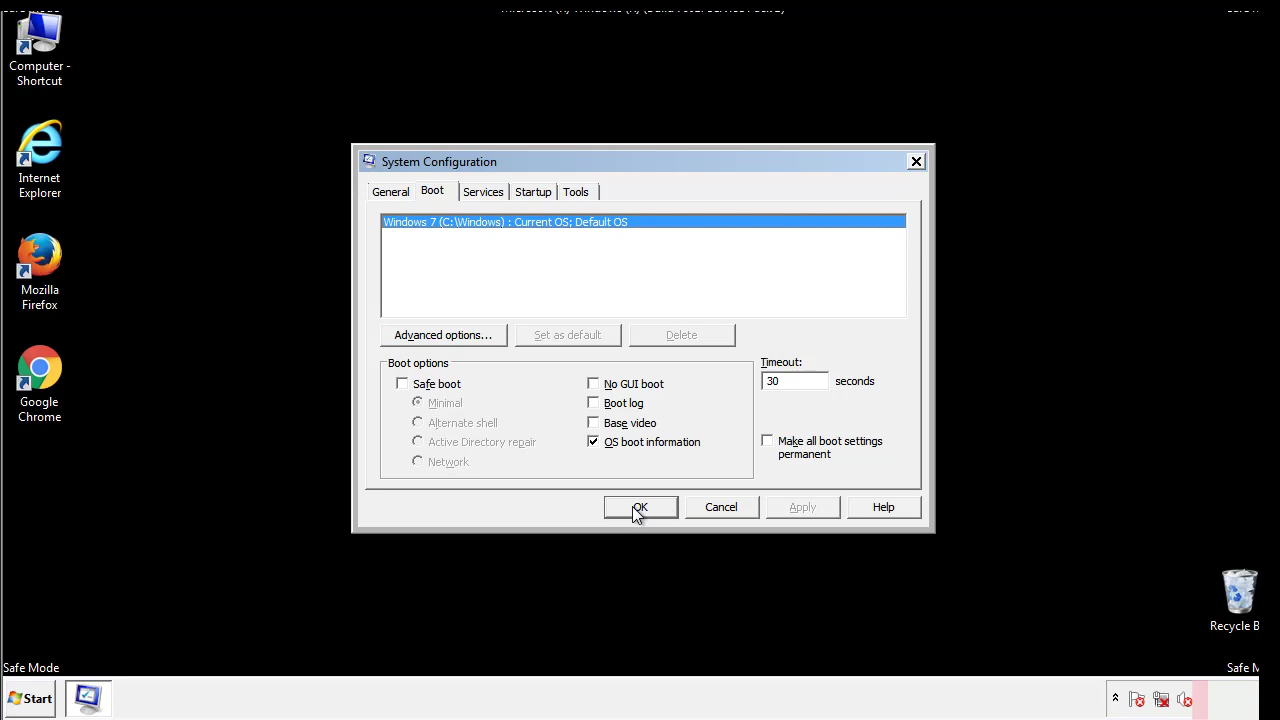 Computer -
Shortcut
Internet
Explorer
Mozilla
Firefox
Google
Chrome
System Configuration
General
Boot
Services
Startup
Tools
Windows 7 (C:\Windows) : Current OS; Default OS
Advanced options...
Set as default
Delete
Boot options
Safe boot
Minimal
Alternate shell
Active Directory repair
Network
No GUI boot
Boot log
Base video
OS boot information
Timeout:
30
seconds
Make all boot settings
permanent
OK
Cancel
Apply
Help
Recycle B
Safe Mode
Safe M
Start